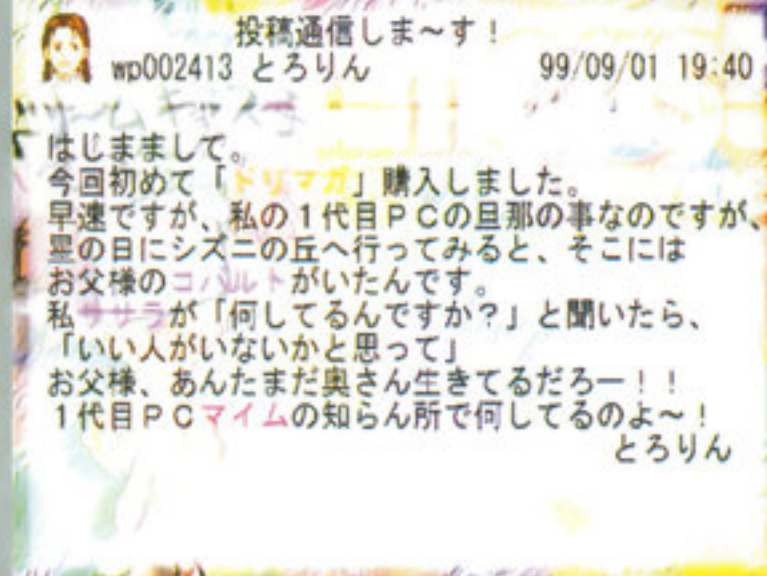 投稿通信しま～す！
wp002413 とろりん 99/09/01 19:40
はじままして。
今回初めて「ドリマガ」購入しました。
早速ですが、私の１代目ＰＣの旦那の事なのですが、
翌の日にシズニの丘へ行ってみると、そこには
お父様のコバルトがいたんです。
私ササラが「何してるんですか？」と聞いたら、
「いい人がいないかと思って」
お父様、あんたまだ奥さん生きてるだろー！！
１代目ＰＣマイムの知らん所で何してるのよ～！
とろりん